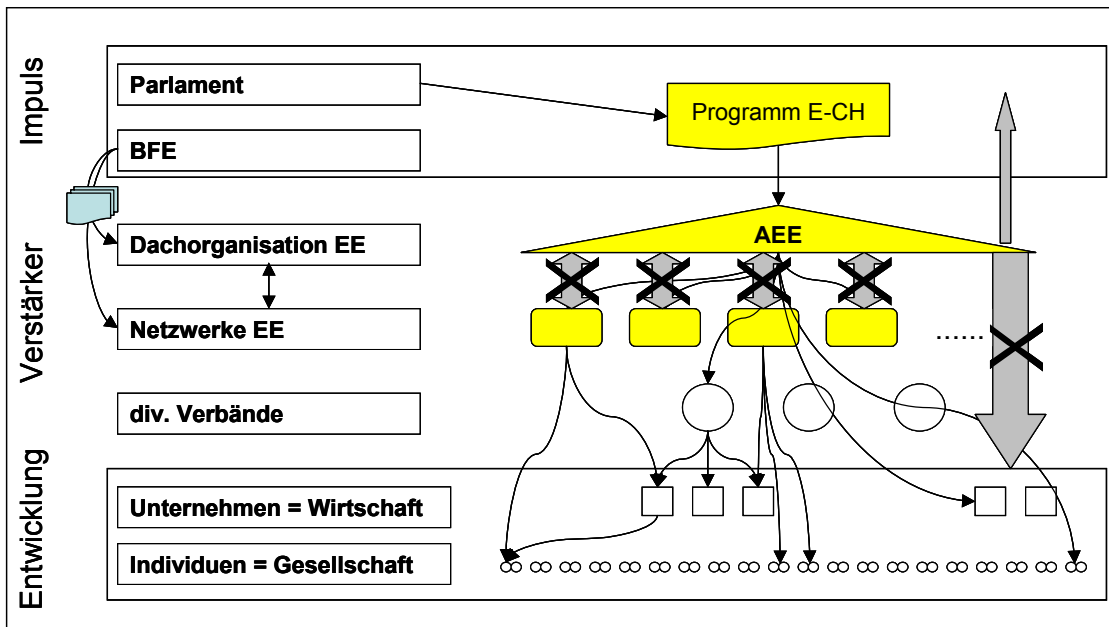 Impuls
Parlament
Programm E-CH
BFE
Verstärker
Dachorganisation EE
AEE
Netzwerke EE
div. Verbände
Entwicklung
Unternehmen = Wirtschaft
Individuen = Gesellschaft